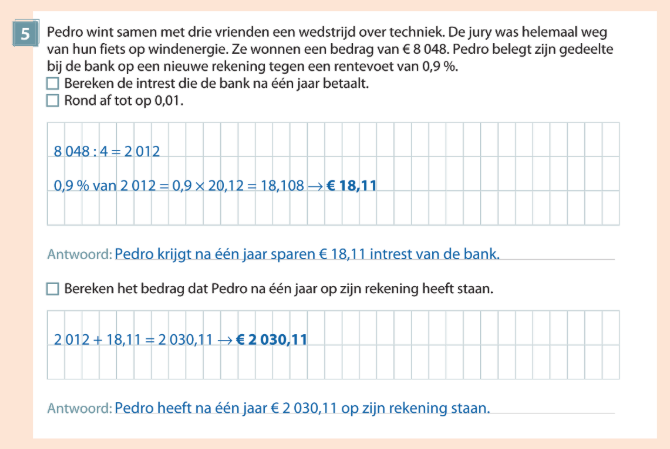 5
Pedro wint samen met drie vrienden een wedstrijd over techniek. De jury was helemaal weg
van hun fiets op windenergie. Ze wonnen een bedrag van € 8 048. Pedro belegt zijn gedeelte
bij de bank op een nieuwe rekening tegen een rentevoet van 0,9 %.
Bereken de intrest die de bank na één jaar betaalt.
Rond af tot op 0,01.
8 048 : 4 = 2 012
0,9 % van 2 012 = 0,9 × 20,12 = 18,108 → € 18,11
Antwoord: Pedro krijgt na één jaar sparen € 18,11 intrest van de bank.
Bereken het bedrag dat Pedro na één jaar op zijn rekening heeft staan.
2 012 + 18,11 = 2 030,11 → € 2 030,11
Antwoord: Pedro heeft na één jaar € 2 030,11 op zijn rekening staan.